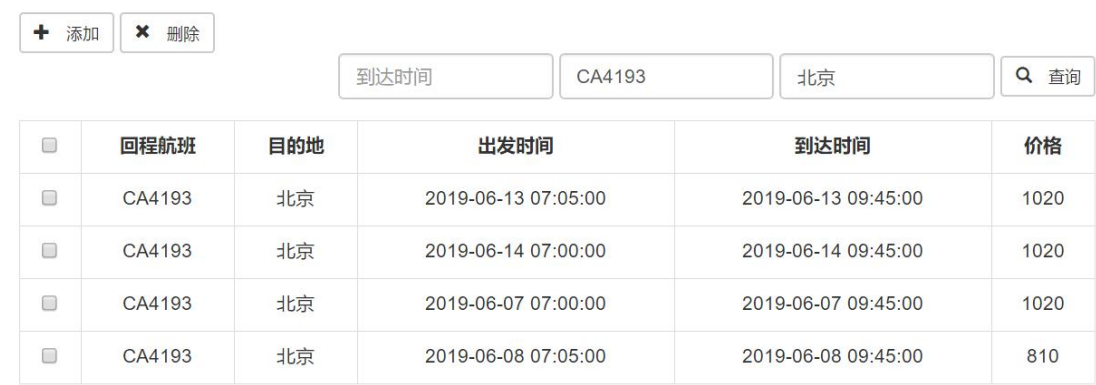 添加 删除
到达时间 CA4193 北京 查询
回程航班 目的地 出发时间 到达时间 价格
CA4193 北京 2019-06-13 07:05:00 2019-06-13 09:45:00 1020
CA4193 北京 2019-06-14 07:00:00 2019-06-14 09:45:00 1020
CA4193 北京 2019-06-07 07:00:00 2019-06-07 09:45:00 1020
CA4193 北京 2019-06-08 07:05:00 2019-06-08 09:45:00 810